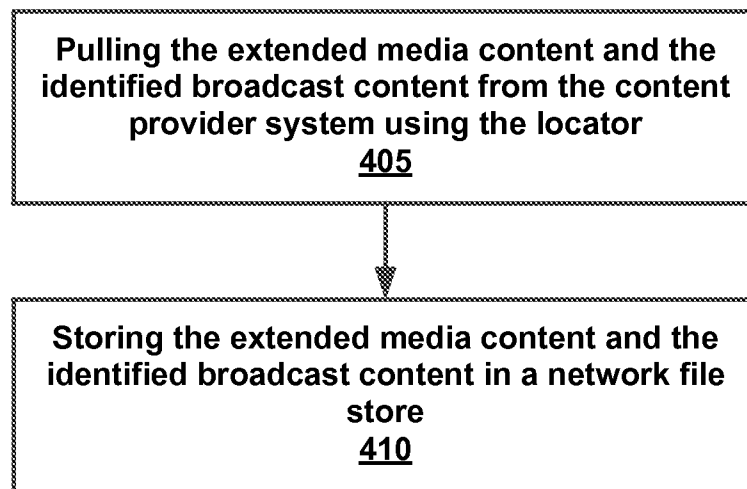 Pulling the extended media content and the
identified broadcast content from the content
provider system using the locator
405
Storing the extended media content and the
identified broadcast content in a network file
store
410